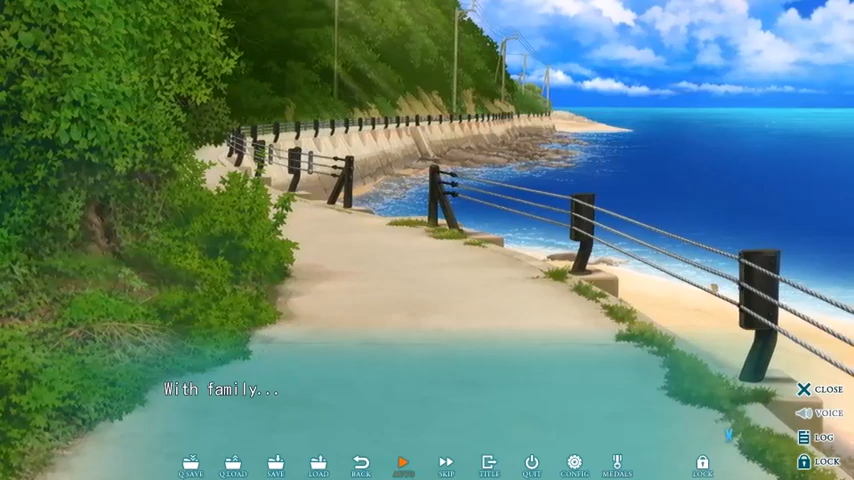 With family...
CLOSE
VOICE
LOG
LOCK
Q.SAVE
Q.LOAD
SAVE
LOAD
BACK
AUTO
SKIP
TITLE
QUIT
CONFIG
MEDALS
LOCK